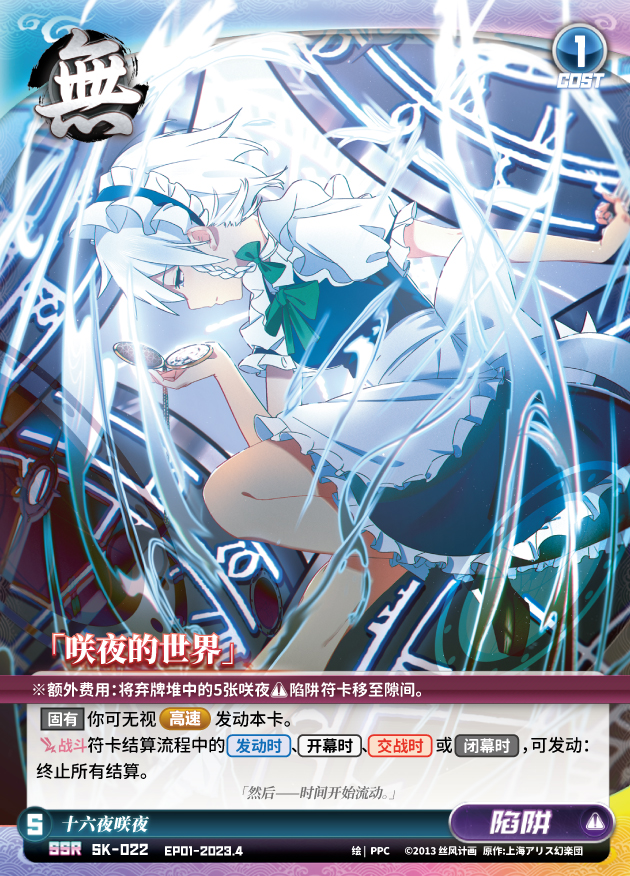 無
1
COST
「咲夜的世界」
※额外费用：将弃牌堆中的5张咲夜⚠陷阱符卡移至隙间。
固有 你可无视 高速 发动本卡。
战斗符卡结算流程中的 发动时、开幕时、交战时 或 闭幕时，可发动：
终止所有结算。
「然后——时间开始流动。」
S 十六夜咲夜
陷阱
SSR SK-022 EP01-2023.4 绘| PPC ©2013 丝风计画 原作:上海アリス幻楽団